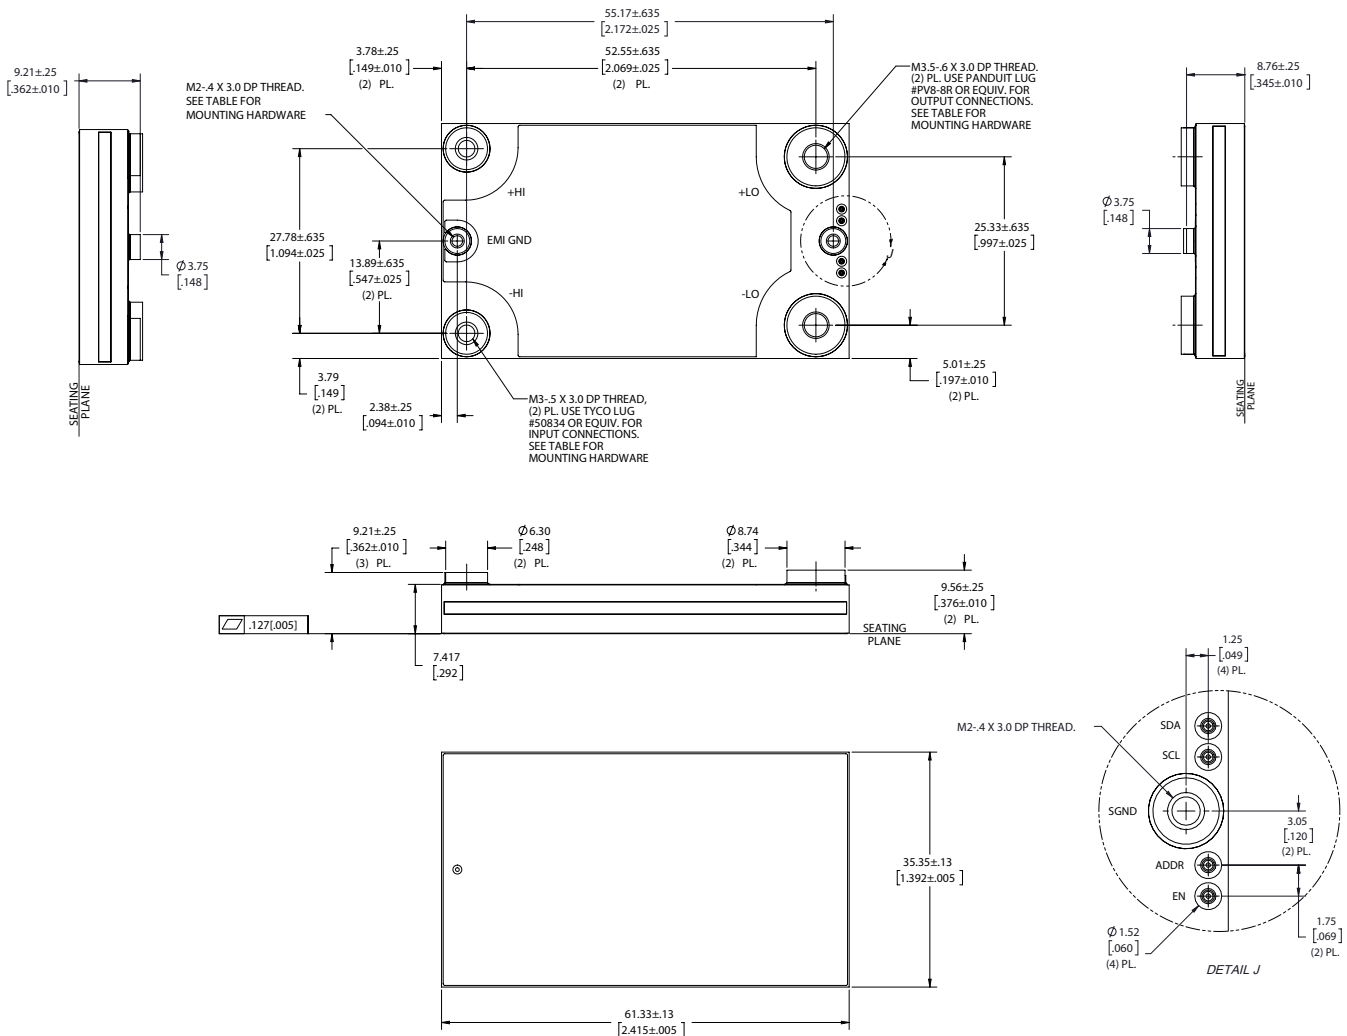 55.17±.635
[2.172±.025]
3.78±.25
[.149±.010]
(2) PL.
52.55±.635
[2.069±.025]
(2) PL.
9.21±.25
[.362±.010]
M2-.4 X 3.0 DP THREAD.
SEE TABLE FOR
MOUNTING HARDWARE
M3.5-.6 X 3.0 DP THREAD.
(2) PL. USE PANDUIT LUG
#PV8-8R OR EQUIV. FOR
OUTPUT CONNECTIONS.
SEE TABLE FOR
MOUNTING HARDWARE
8.76±.25
[.345±.010]
+HI
+LO
EMI GND
-HI
-LO
J
27.78±.635
[1.094±.025]
13.89±.635
[.547±.025]
(2) PL.
Ø3.75
[.148]
25.33±.635
[.997±.025]
Ø3.75
[.148]
3.79
[.149]
(2) PL.
2.38±.25
[.094±.010]
5.01±.25
[.197±.010]
(2) PL.
SEATING
PLANE
SEATING
PLANE
M3-.5 X 3.0 DP THREAD,
(2) PL. USE TYCO LUG
#50834 OR EQUIV. FOR
INPUT CONNECTIONS.
SEE TABLE FOR
MOUNTING HARDWARE
9.21±.25
[.362±.010]
(3) PL.
Ø6.30
[.248]
(2) PL.
Ø8.74
[.344]
(2) PL.
9.56±.25
[.376±.010]
(2) PL.
.127[.005]
7.417
[.292]
SEATING
PLANE
1.25
[.049]
(4) PL.
M2-.4 X 3.0 DP THREAD.
SDA
SCL
SGND
ADDR
EN
3.05
[.120]
(2) PL.
Ø1.52
[.060]
(4) PL.
1.75
[.069]
(2) PL.
DETAIL J
35.35±.13
[1.392±.005]
61.33±.13
[2.415±.005]